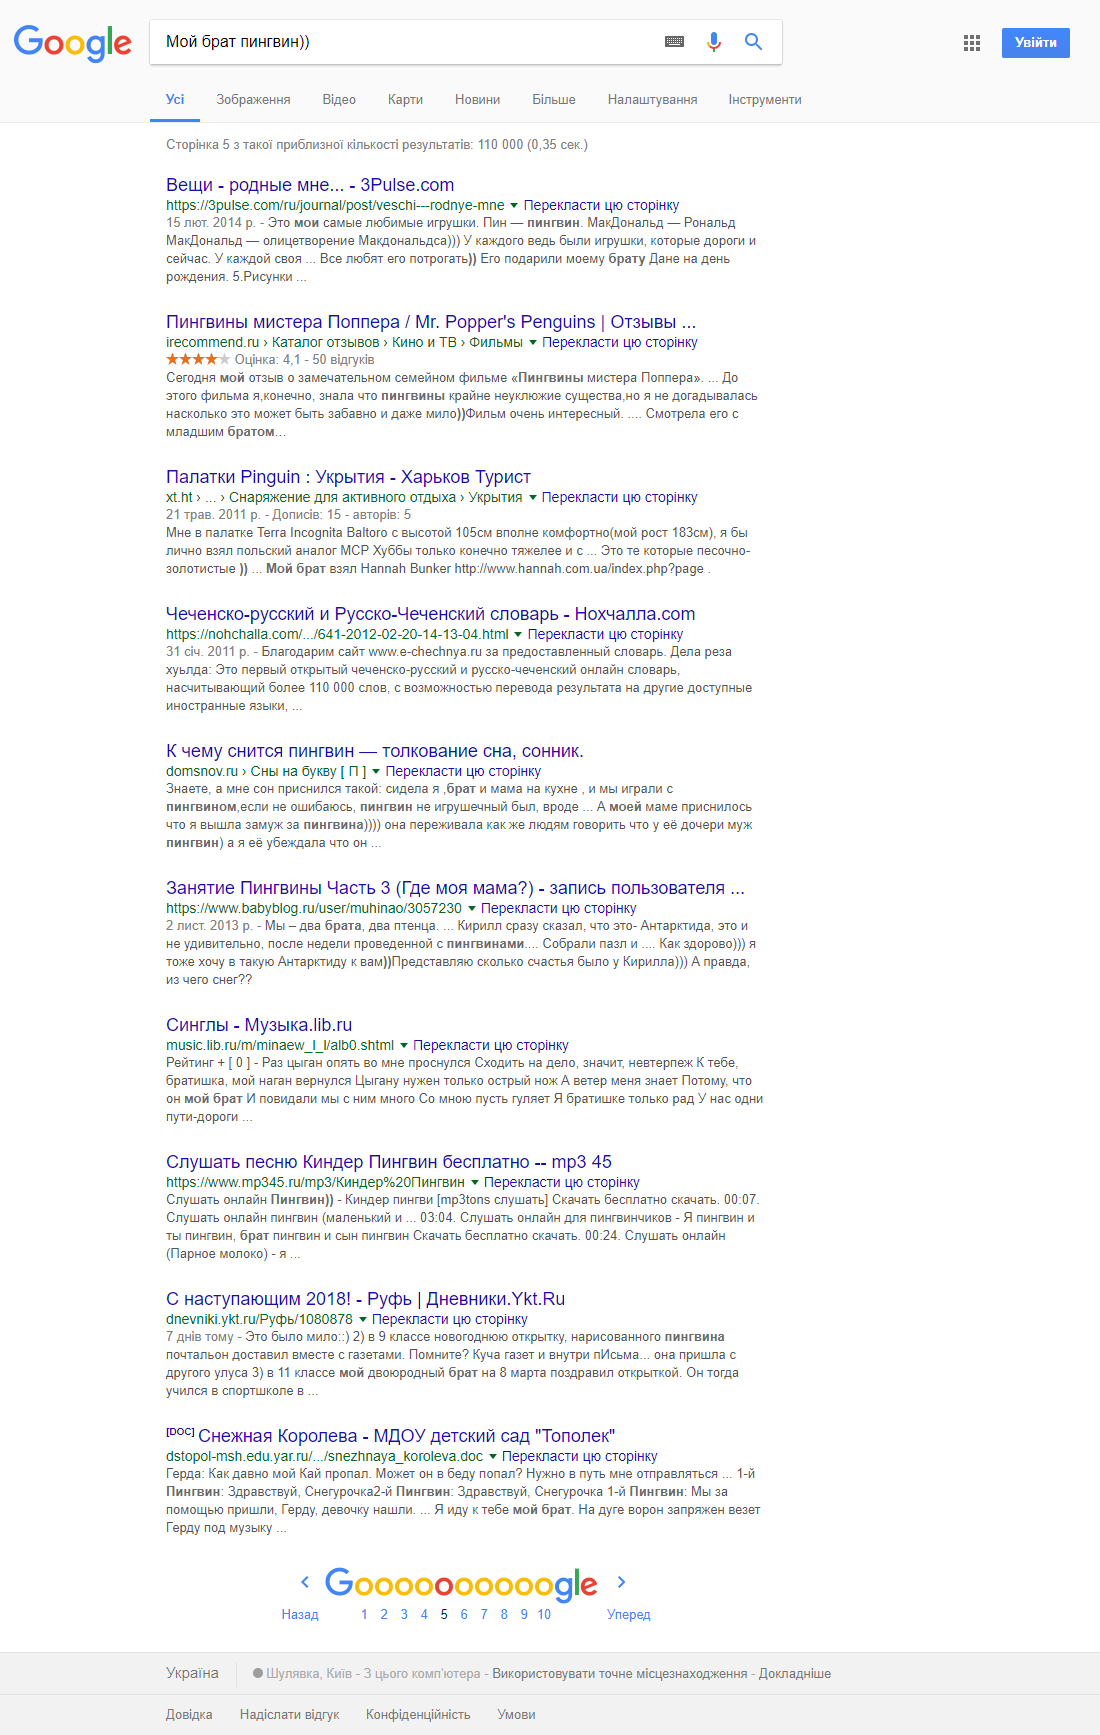 Google
Мой брат пингвин))
Увійти
Усі Зображення Відео Карти Новини Більше Налаштування Інструменти
Сторінка 5 з такої приблизної кількості результатів: 110 000 (0,35 сек.)
Вещи - родные мне... - 3Pulse.com
https://3pulse.com/ru/journal/post/veschi---rodnye-mne Перекласти цю сторінку
15 лют. 2014 р. - Это мои самые любимые игрушки. Пин — пингвин. МакДональд — Рональд
МакДональд — олицетворение Макдональдса))) У каждого ведь были игрушки, которые дороги и
сейчас. У каждой своя ... Все любят его потрогать)) Его подарили моему брату Дане на день
рождения. 5.Рисунки ...
Пингвины мистера Поппера / Mr. Popper's Penguins | Отзывы ...
irecommend.ru › Каталог отзывов › Кино и ТВ › Фильмы Перекласти цю сторінку
Оцінка: 4,1 - 50 відгуків
Сегодня мой отзыв о замечательном семейном фильме «Пингвины мистера Поппера». ... До
этого фильма я,конечно, знала что пингвины крайне неуклюжие существа,но я не догадывалась
насколько это может быть забавно и даже мило))Фильм очень интересный. .... Смотрела его с
младшим братом...
Палатки Pinguin : Укрытия - Харьков Турист
xt.ht › ... › Снаряжение для активного отдыха › Укрытия Перекласти цю сторінку
21 трав. 2011 р. - Дописів: 15 - авторів: 5
Мне в палатке Terra Incognita Baltoro с высотой 105см вполне комфортно(мой рост 183см), я бы
лично взял польский аналог МСР Хуббы только конечно тяжелее и с ... Это те которые песочно-
золотистые )) ... Мой брат взял Hannah Bunker http://www.hannah.com.ua/index.php?page .
Чеченско-русский и Русско-Чеченский словарь - Нохчалла.com
https://nohchalla.com/.../641-2012-02-20-14-13-04.html Перекласти цю сторінку
31 січ. 2011 р. - Благодарим сайт www.e-chechnya.ru за предоставленный словарь. Дела реза
хуьлда: Это первый открытый чеченско-русский и русско-чеченский онлайн словарь,
насчитывающий более 110 000 слов, с возможностью перевода результата на другие доступные
иностранные языки, ...
К чему снится пингвин — толкование сна, сонник.
domsnov.ru › Сны на букву [ П ] Перекласти цю сторінку
Знаете, а мне сон приснился такой: сидела я ,брат и мама на кухне , и мы играли с
пингвином,если не ошибаюсь, пингвин не игрушечный был, вроде ... А моей маме приснилось
что я вышла замуж за пингвина)))) она переживала как же людям говорить что у её дочери муж
пингвин) а я её убеждала что он ...
Занятие Пингвины Часть 3 (Где моя мама?) - запись пользователя ...
https://www.babyblog.ru/user/muhinao/3057230 Перекласти цю сторінку
2 лист. 2013 р. - Мы – два брата, два птенца. ... Кирилл сразу сказал, что это- Антарктида, это и
не удивительно, после недели проведенной с пингвинами.... Собрали пазл и .... Как здорово))) я
тоже хочу в такую Антарктиду к вам))Представляю сколько счастья было у Кирилла))) А правда,
из чего снег??
Синглы - Музыка.lib.ru
music.lib.ru/m/minaew_I_I/alb0.shtml Перекласти цю сторінку
Рейтинг + [ 0 ] - Раз цыган опять во мне проснулся Сходить на дело, значит, невтерпеж К тебе,
братишка, мой наган вернулся Цыгану нужен только острый нож А ветер меня знает Потому, что
он мой брат И повидали мы с ним много Со мною пусть гуляет Я братишке только рад У нас одни
пути-дороги ...
Слушать песню Киндер Пингвин бесплатно -- mp3 45
https://www.mp345.ru/mp3/Киндер%20Пингвин Перекласти цю сторінку
Слушать онлайн Пингвин)) - Киндер пингви [mp3tons слушать] Скачать бесплатно скачать. 00:07.
Слушать онлайн пингвин (маленький и ... 03:04. Слушать онлайн для пингвинчиков - Я пингвин и
ты пингвин, брат пингвин и сын пингвин Скачать бесплатно скачать. 00:24. Слушать онлайн
(Парное молоко) - я ...
С наступающим 2018! - Руфь | Дневники.Ykt.Ru
dnevniki.ykt.ru/Руфь/1080878 Перекласти цю сторінку
7 днів тому - Это было мило::) 2) в 9 классе новогоднюю открытку, нарисованного пингвина
почтальон доставил вместе с газетами. Помните? Куча газет и внутри пИсьма... она пришла с
другого улуса 3) в 11 классе мой двоюродный брат на 8 марта поздравил открыткой. Он тогда
учился в спортшколе в ...
[DOC] Снежная Королева - МДОУ детский сад "Тополек"
dstopol-msh.edu.yar.ru/.../snezhnaya_koroleva.doc Перекласти цю сторінку
Герда: Как давно мой Кай пропал. Может он в беду попал? Нужно в путь мне отправляться ... 1-й
Пингвин: Здравствуй, Снегурочка2-й Пингвин: Здравствуй, Снегурочка 1-й Пингвин: Мы за
помощью пришли, Герду, девочку нашли. ... Я иду к тебе мой брат. На дуге ворон запряжен везет
Герду под музыку ...
Goooooooooogle
Назад 1 2 3 4 5 6 7 8 9 10 Уперед
Україна Шулявка, Київ - З цього комп'ютера - Використовувати точне місцезнаходження - Докладніше
Довідка Надіслати відгук Конфіденційність Умови